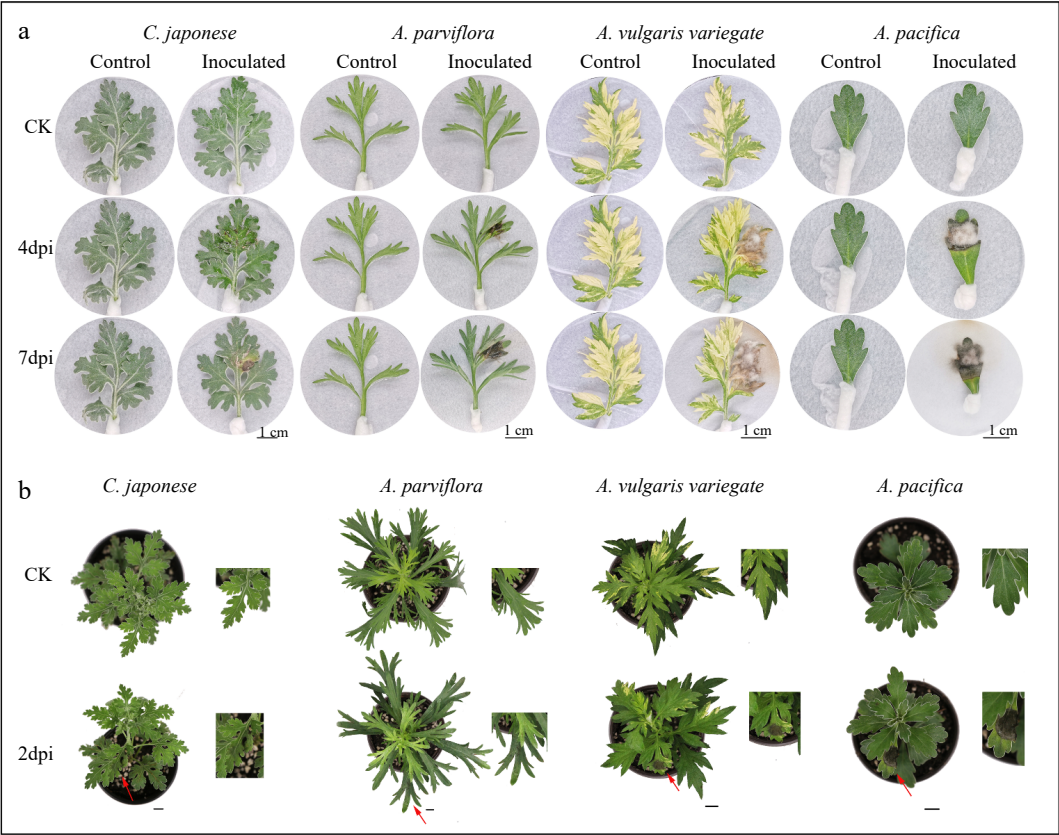 a
C. japonese A. parviflora A. vulgaris variegate A. pacifica
Control Inoculated Control Inoculated Control Inoculated Control Inoculated
CK
4dpi
7dpi
1 cm 1 cm 1 cm 1 cm
b
C. japonese A. parviflora A. vulgaris variegate A. pacifica
CK
2dpi